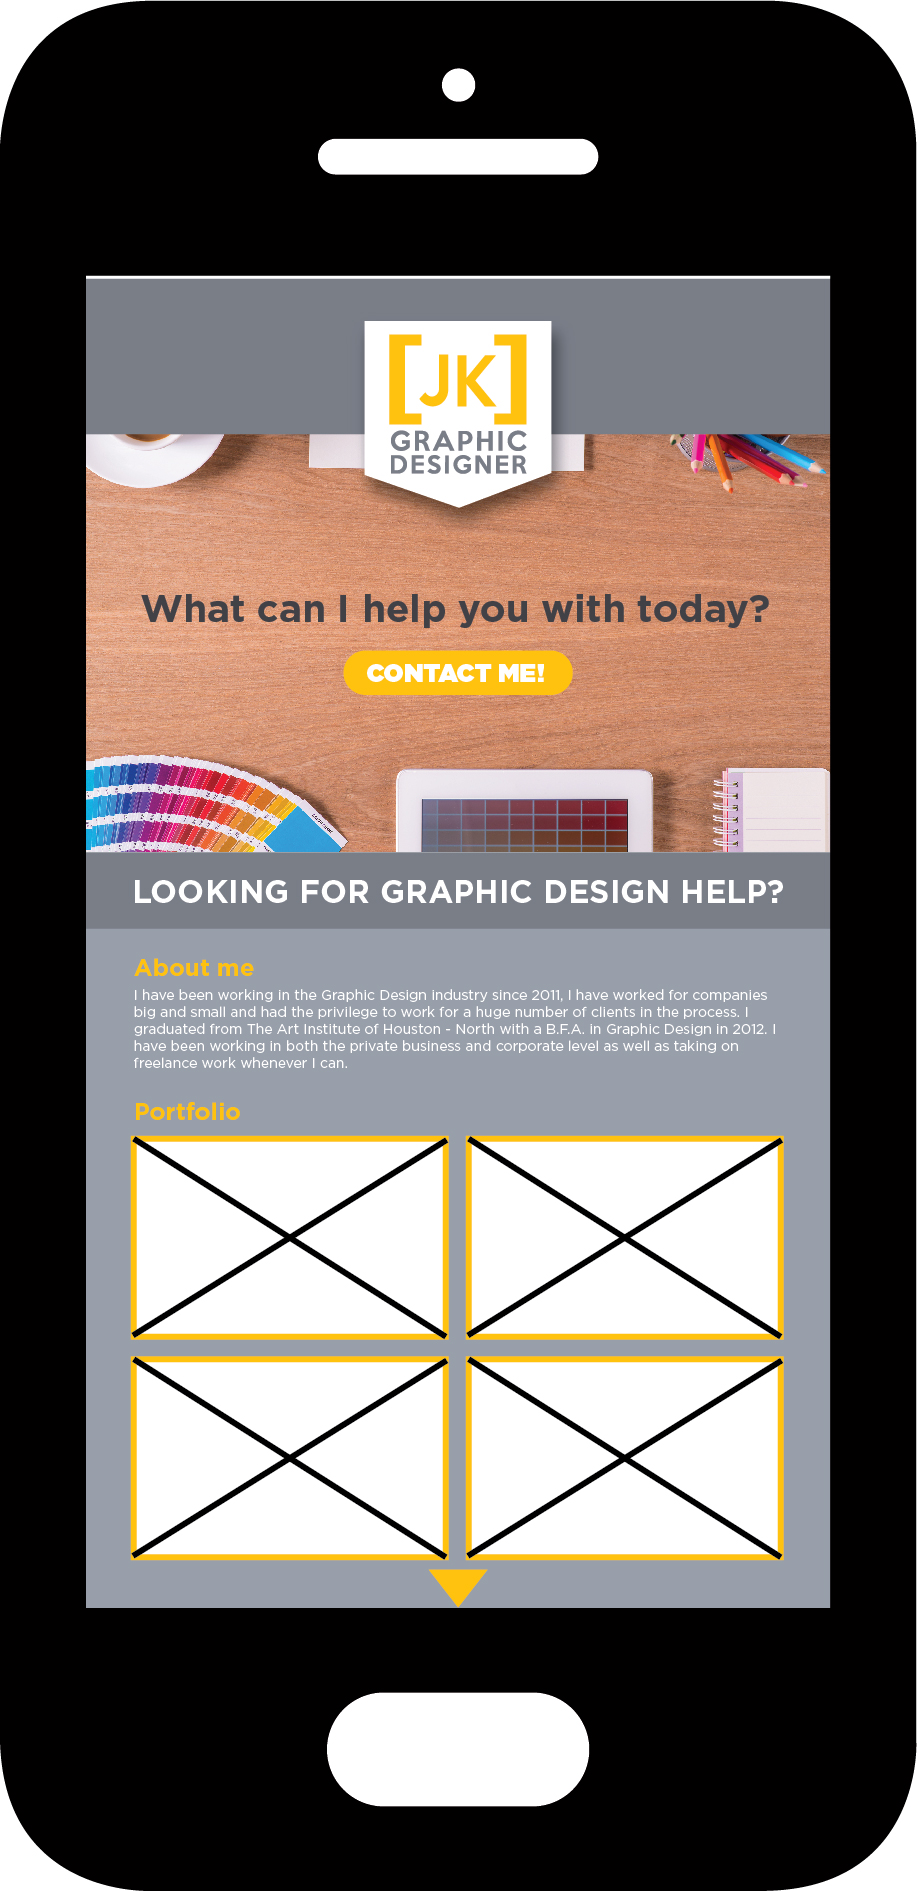 [JK]
GRAPHIC
DESIGNER
What can I help you with today?
CONTACT ME!
LOOKING FOR GRAPHIC DESIGN HELP?
About me
I have been working in the Graphic Design industry since 2011, I have worked for companies
big and small and had the privilege to work for a huge number of clients in the process. I
graduated from The Art Institute of Houston - North with a B.F.A. in Graphic Design in 2012. I
have been working in both the private business and corporate level as well as taking on
freelance work whenever I can.
Portfolio